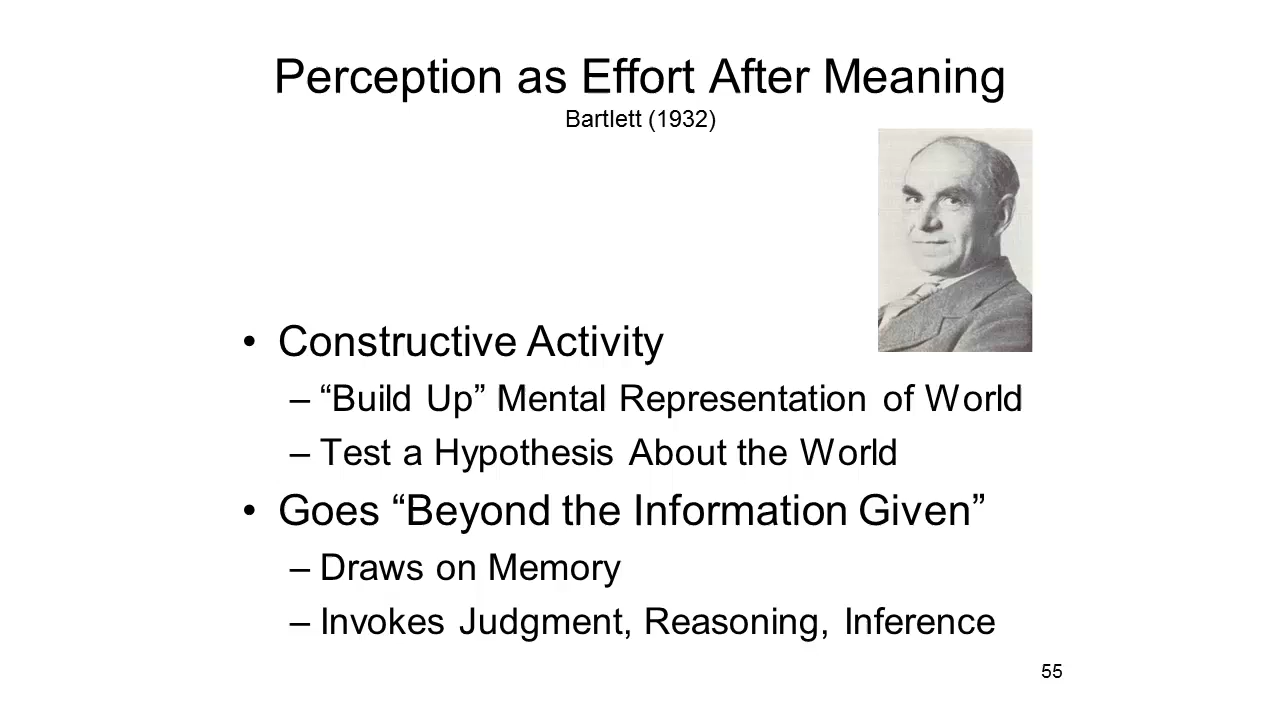 Perception as Effort After Meaning
Bartlett (1932)
• Constructive Activity
– “Build Up” Mental Representation of World
– Test a Hypothesis About the World
• Goes “Beyond the Information Given”
– Draws on Memory
– Invokes Judgment, Reasoning, Inference
55